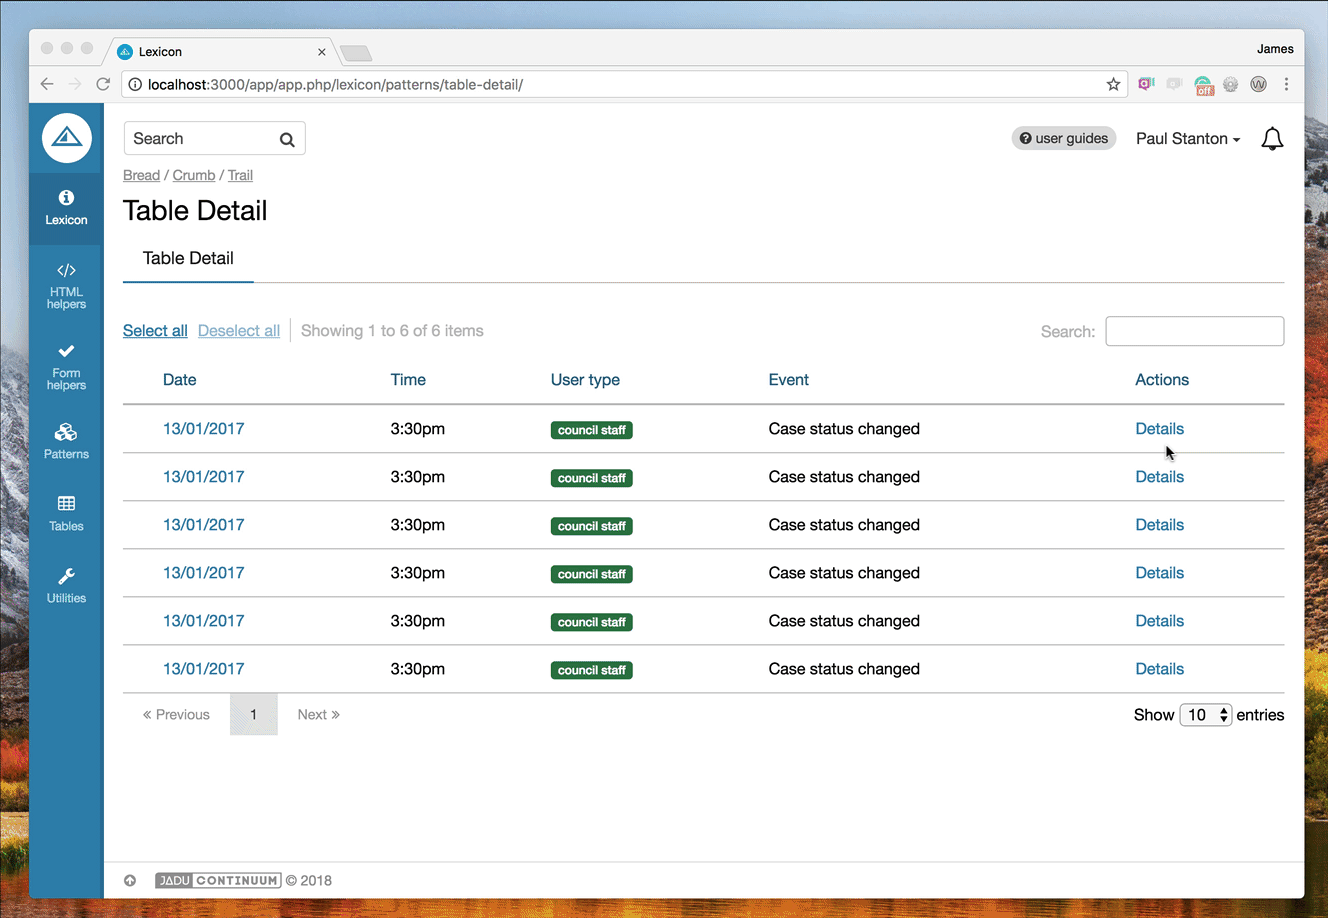 Lexicon
James
localhost:3000/app/app.php/lexicon/patterns/table-detail/
off
W
Search
user guides
Paul Stanton
Bread / Crumb / Trail
Lexicon
Table Detail
HTML helpers
Table Detail
Form helpers
Patterns
Tables
Utilities
Select all Deselect all Showing 1 to 6 of 6 items Search:
Date Time User type Event Actions
13/01/2017 3:30pm council staff Case status changed Details
13/01/2017 3:30pm council staff Case status changed Details
13/01/2017 3:30pm council staff Case status changed Details
13/01/2017 3:30pm council staff Case status changed Details
13/01/2017 3:30pm council staff Case status changed Details
13/01/2017 3:30pm council staff Case status changed Details
« Previous 1 Next » Show 10 entries
JADU CONTINUUM © 2018